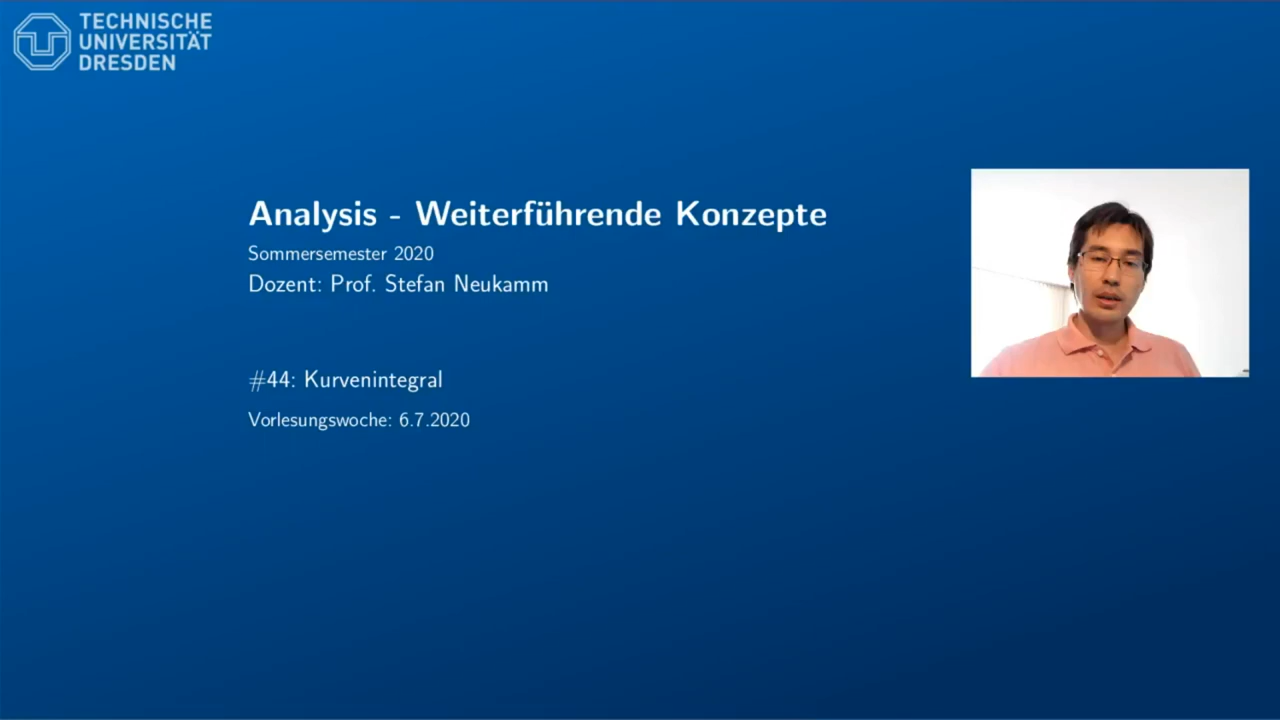 TECHNISCHE
UNIVERSITÄT
DRESDEN
Analysis - Weiterführende Konzepte
Sommersemester 2020
Dozent: Prof. Stefan Neukamm
#44: Kurvenintegral
Vorlesungswoche: 6.7.2020